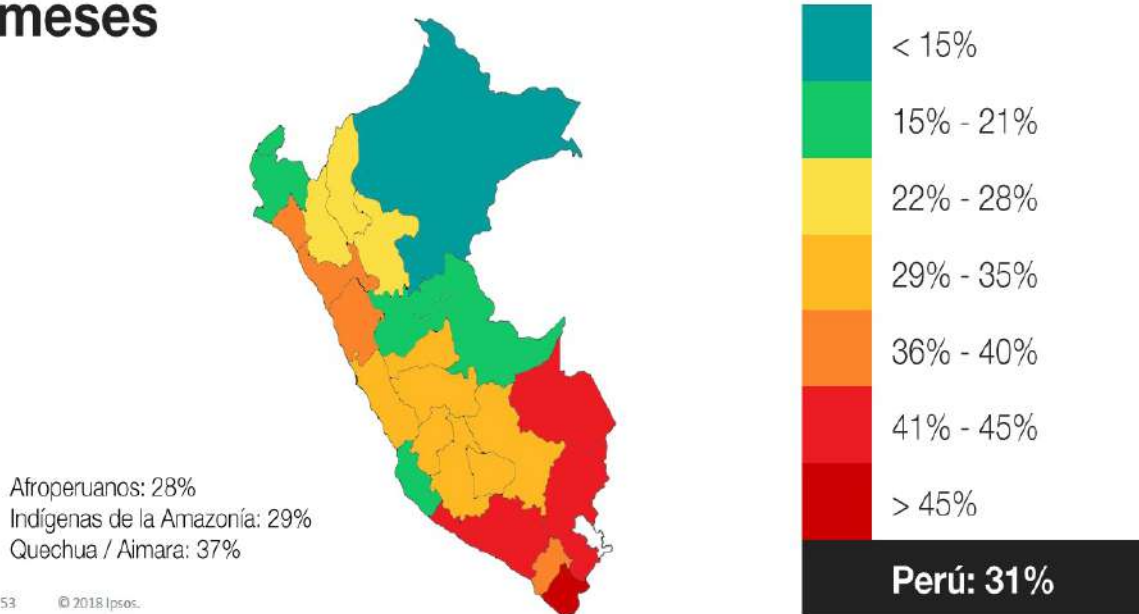 meses
< 15%
15% - 21%
22% - 28%
29% - 35%
36% - 40%
41% - 45%
> 45%
Perú: 31%
Afroperuanos: 28%
Indígenas de la Amazonía: 29%
Quechua / Aimara: 37%
53 © 2018 Ipsos.